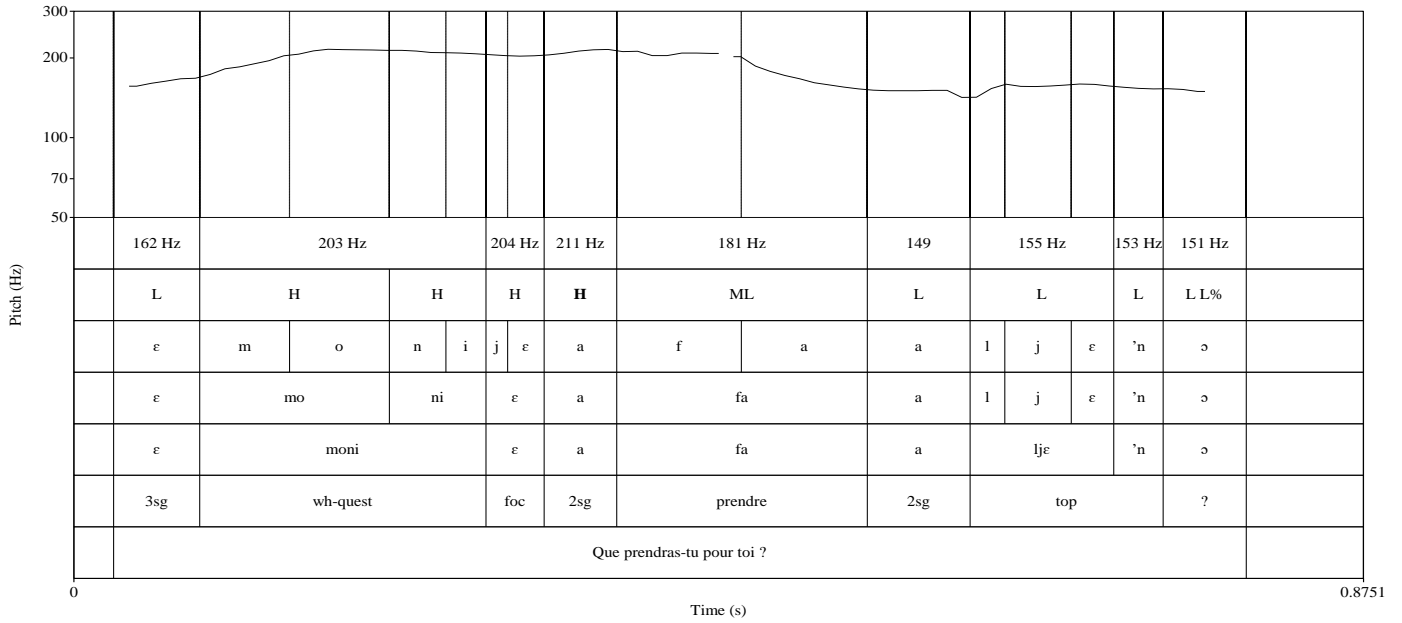 300
200
100
70
50
Pitch (Hz)
162 Hz 203 Hz 204 Hz 211 Hz 181 Hz 149 155 Hz 153 Hz 151 Hz
L H H H H ML L L L L L%
ɛ m o n i j ɛ a f a a l j ɛ ’n ɔ
ɛ mo ni ɛ a fa a l j ɛ ’n ɔ
ɛ moni ɛ a fa a ljɛ ’n ɔ
3sg wh-quest foc 2sg prendre 2sg top ?
Que prendras-tu pour toi ?
0 0.8751
Time (s)